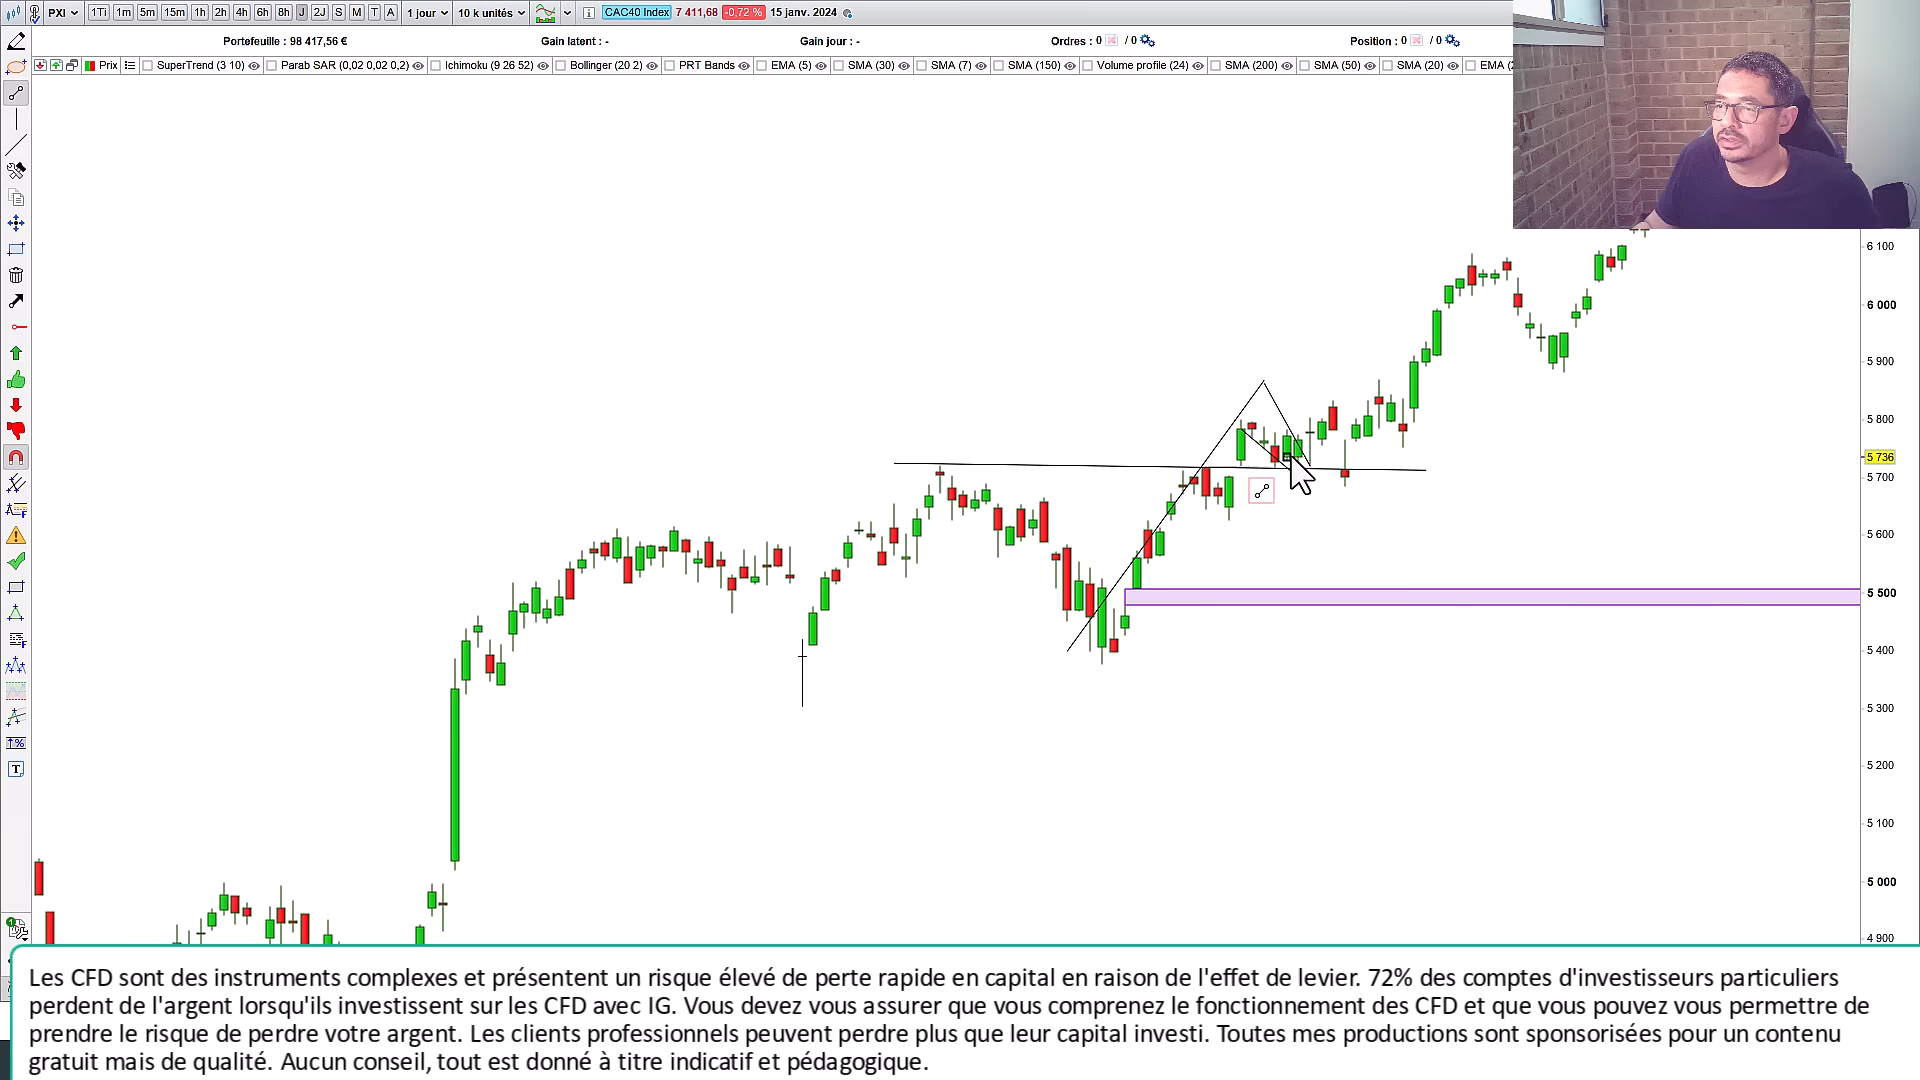 PXI 1Ti 1m 5m 15m 1h 2h 4h 6h 8h J 2J S M T A 1 jour 10 k unités CAC40 Index 7 411,68 -0,72 % 15 janv. 2024
Portefeuille : 98 417,56 € Gain latent : - Gain jour : - Ordres : 0 / 0 Position : 0 / 0
Prix SuperTrend (3 10) Parab SAR (0,02 0,02 0,2) Ichimoku (9 26 52) Bollinger (20 2) PRT Bands EMA (5) SMA (30) SMA (7) SMA (150) Volume profile (24) SMA (200) SMA (50) SMA (20) EMA (2
6 100
6 000
5 900
5 800
5 736
5 700
5 600
5 500
5 400
5 300
5 200
5 100
5 000
4 900
Les CFD sont des instruments complexes et présentent un risque élevé de perte rapide en capital en raison de l'effet de levier. 72% des comptes d'investisseurs particuliers
perdent de l'argent lorsqu'ils investissent sur les CFD avec IG. Vous devez vous assurer que vous comprenez le fonctionnement des CFD et que vous pouvez vous permettre de
prendre le risque de perdre votre argent. Les clients professionnels peuvent perdre plus que leur capital investi. Toutes mes productions sont sponsorisées pour un contenu
gratuit mais de qualité. Aucun conseil, tout est donné à titre indicatif et pédagogique.